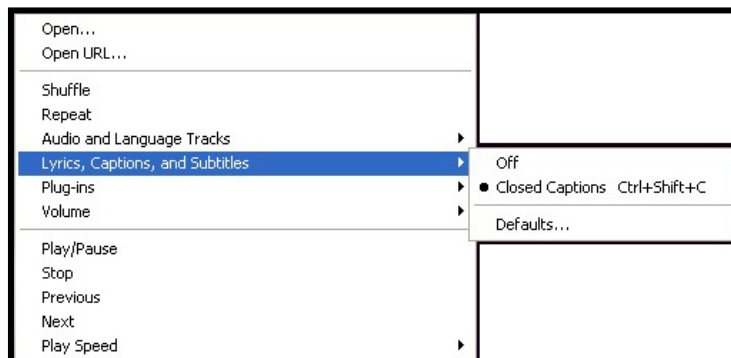 Open...
Open URL...
Shuffle
Repeat
Audio and Language Tracks
Lyrics, Captions, and Subtitles
Plug-ins
Volume
Play/Pause
Stop
Previous
Next
Play Speed
Off
Closed Captions Ctrl+Shift+C
Defaults...